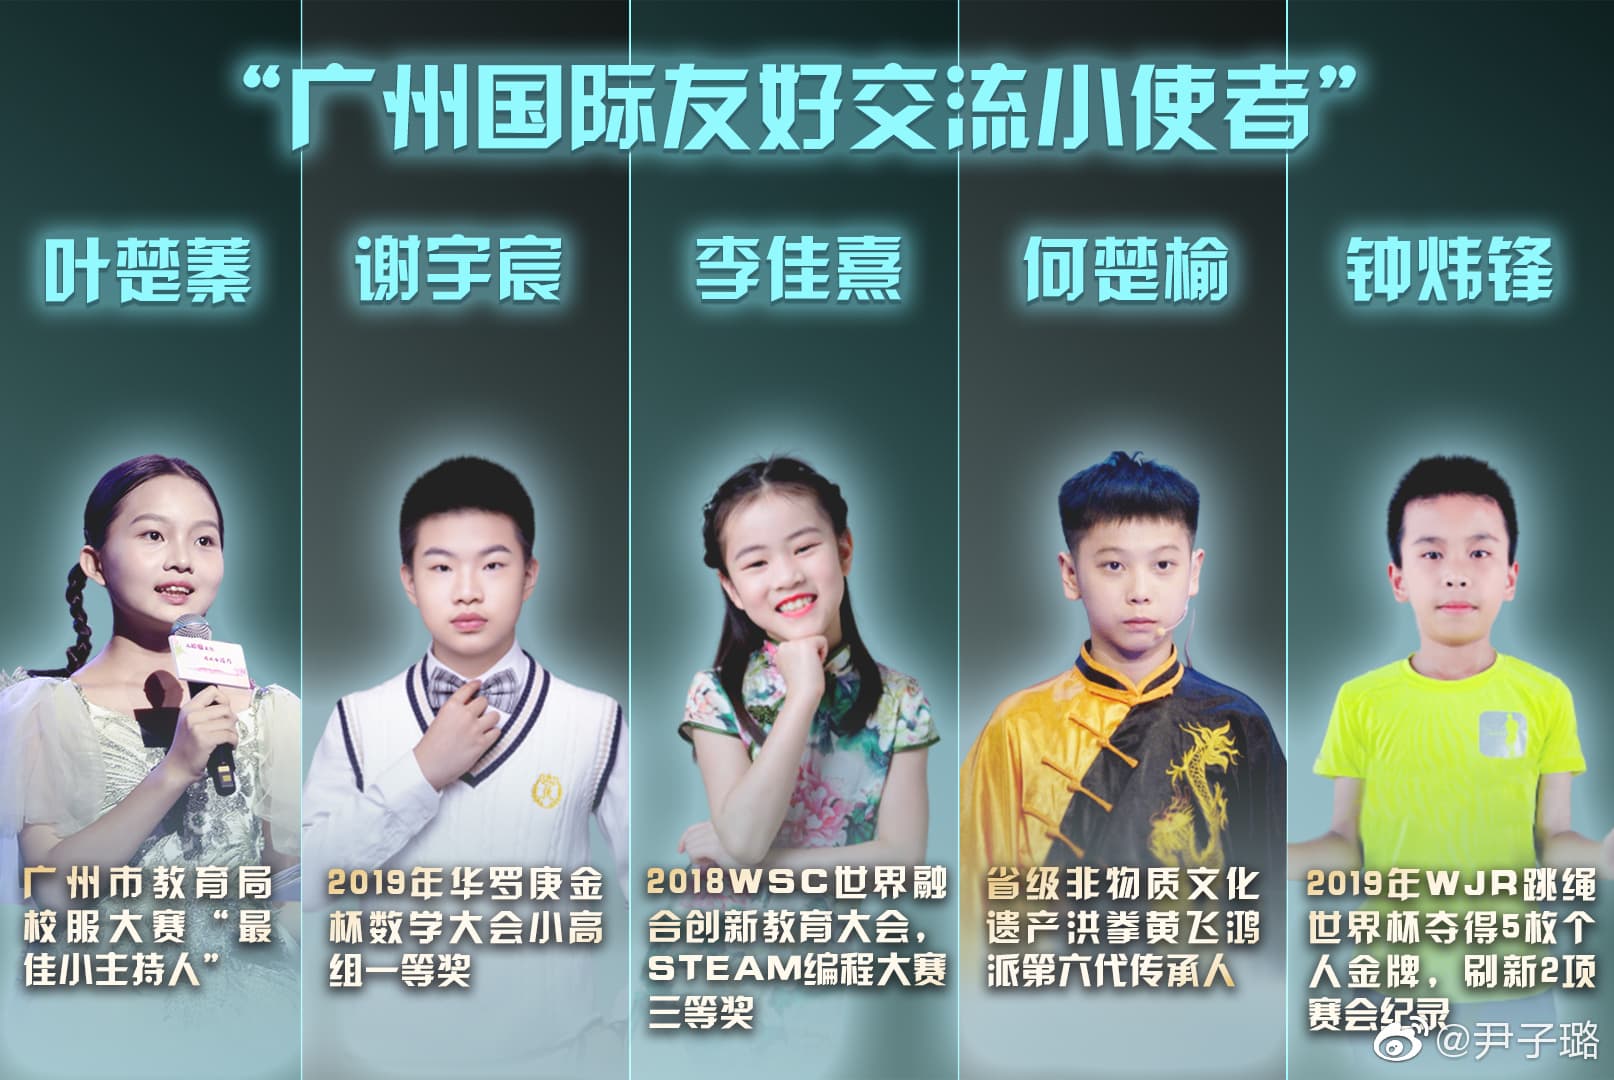 “广州国际友好交流小使者”
叶楚蓁
谢宇宸
李佳熹
何楚榆
钟炜锋
广州市教育局
校服大赛“最
佳小主持人”
2019年华罗庚金
杯数学大会小高
组一等奖
2018WSC世界融
合创新教育大会，
STEAM编程大赛
三等奖
省级非物质文化
遗产洪拳黄飞鸿
派第六代传承人
2019年WJR跳绳
世界杯夺得5枚个
人金牌，刷新2项
赛会纪录
@尹子璐